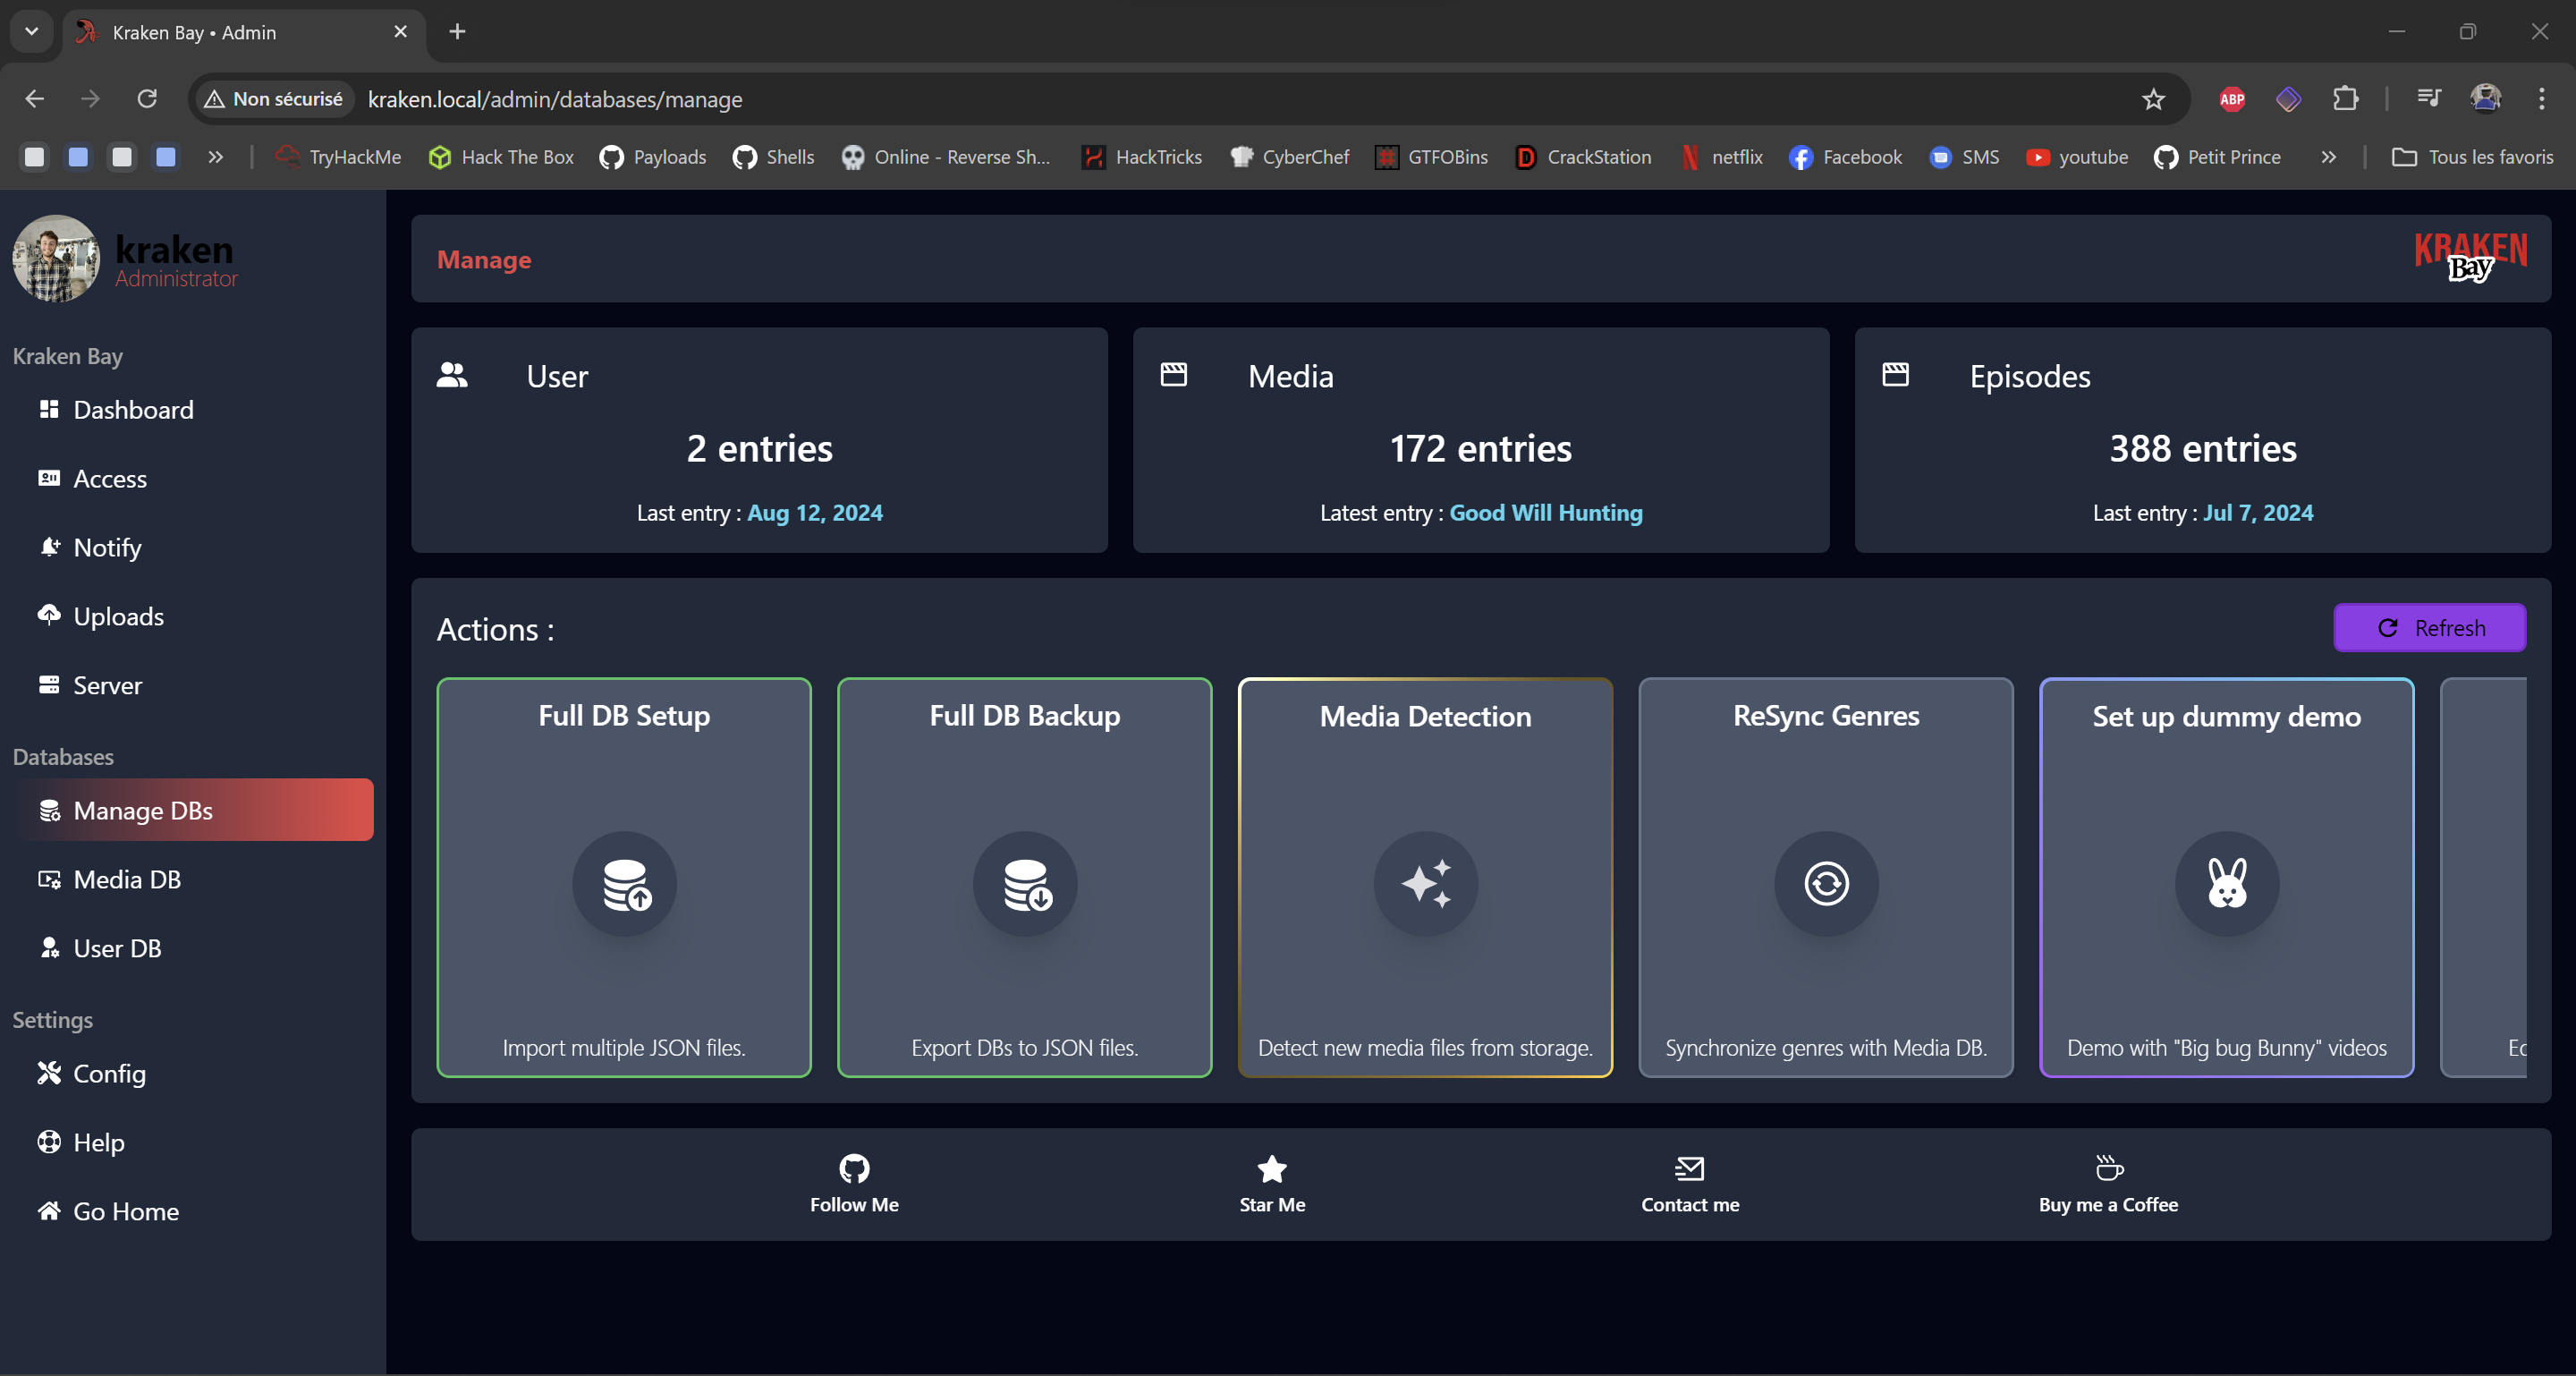 Kraken Bay • Admin
Non sécurisé
kraken.local/admin/databases/manage
ABP
TryHackMe
Hack The Box
Payloads
Shells
Online - Reverse Sh...
HackTricks
CyberChef
GTFOBins
CrackStation
netflix
Facebook
SMS
youtube
Petit Prince
Tous les favoris
kraken
Administrator
Kraken Bay
Dashboard
Access
Notify
Uploads
Server
Databases
Manage DBs
Media DB
User DB
Settings
Config
Help
Go Home
Manage
KRAKEN
Bay
User
2 entries
Last entry : Aug 12, 2024
Media
172 entries
Latest entry : Good Will Hunting
Episodes
388 entries
Last entry : Jul 7, 2024
Actions :
Refresh
Full DB Setup
Import multiple JSON files.
Full DB Backup
Export DBs to JSON files.
Media Detection
Detect new media files from storage.
ReSync Genres
Synchronize genres with Media DB.
Set up dummy demo
Demo with "Big bug Bunny" videos
Follow Me
Star Me
Contact me
Buy me a Coffee